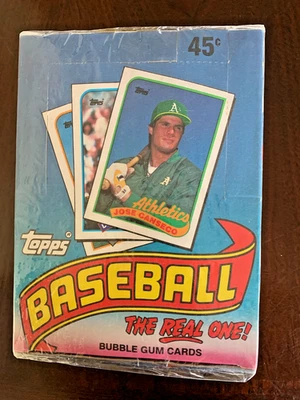 45¢
Topps
A
A
Athletics
JOSE CANSECO
Topps
BASEBALL
THE REAL ONE!
BUBBLE GUM CARDS